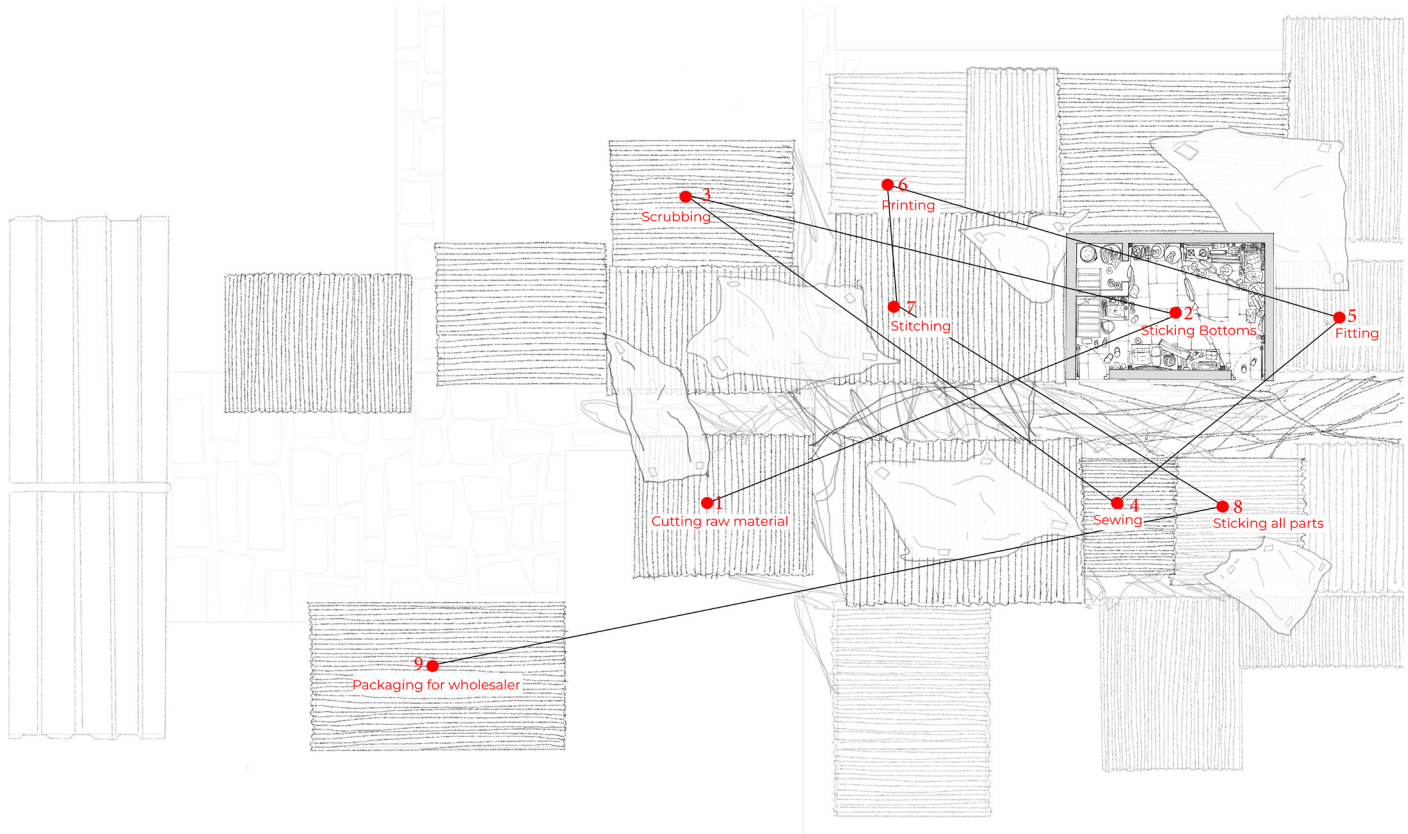 3
Scrubbing
6
Printing
7
Stitching
2
Sticking Bottoms
5
Fitting
1
Cutting raw material
4
Sewing
8
Sticking all parts
9
Packaging for wholesaler